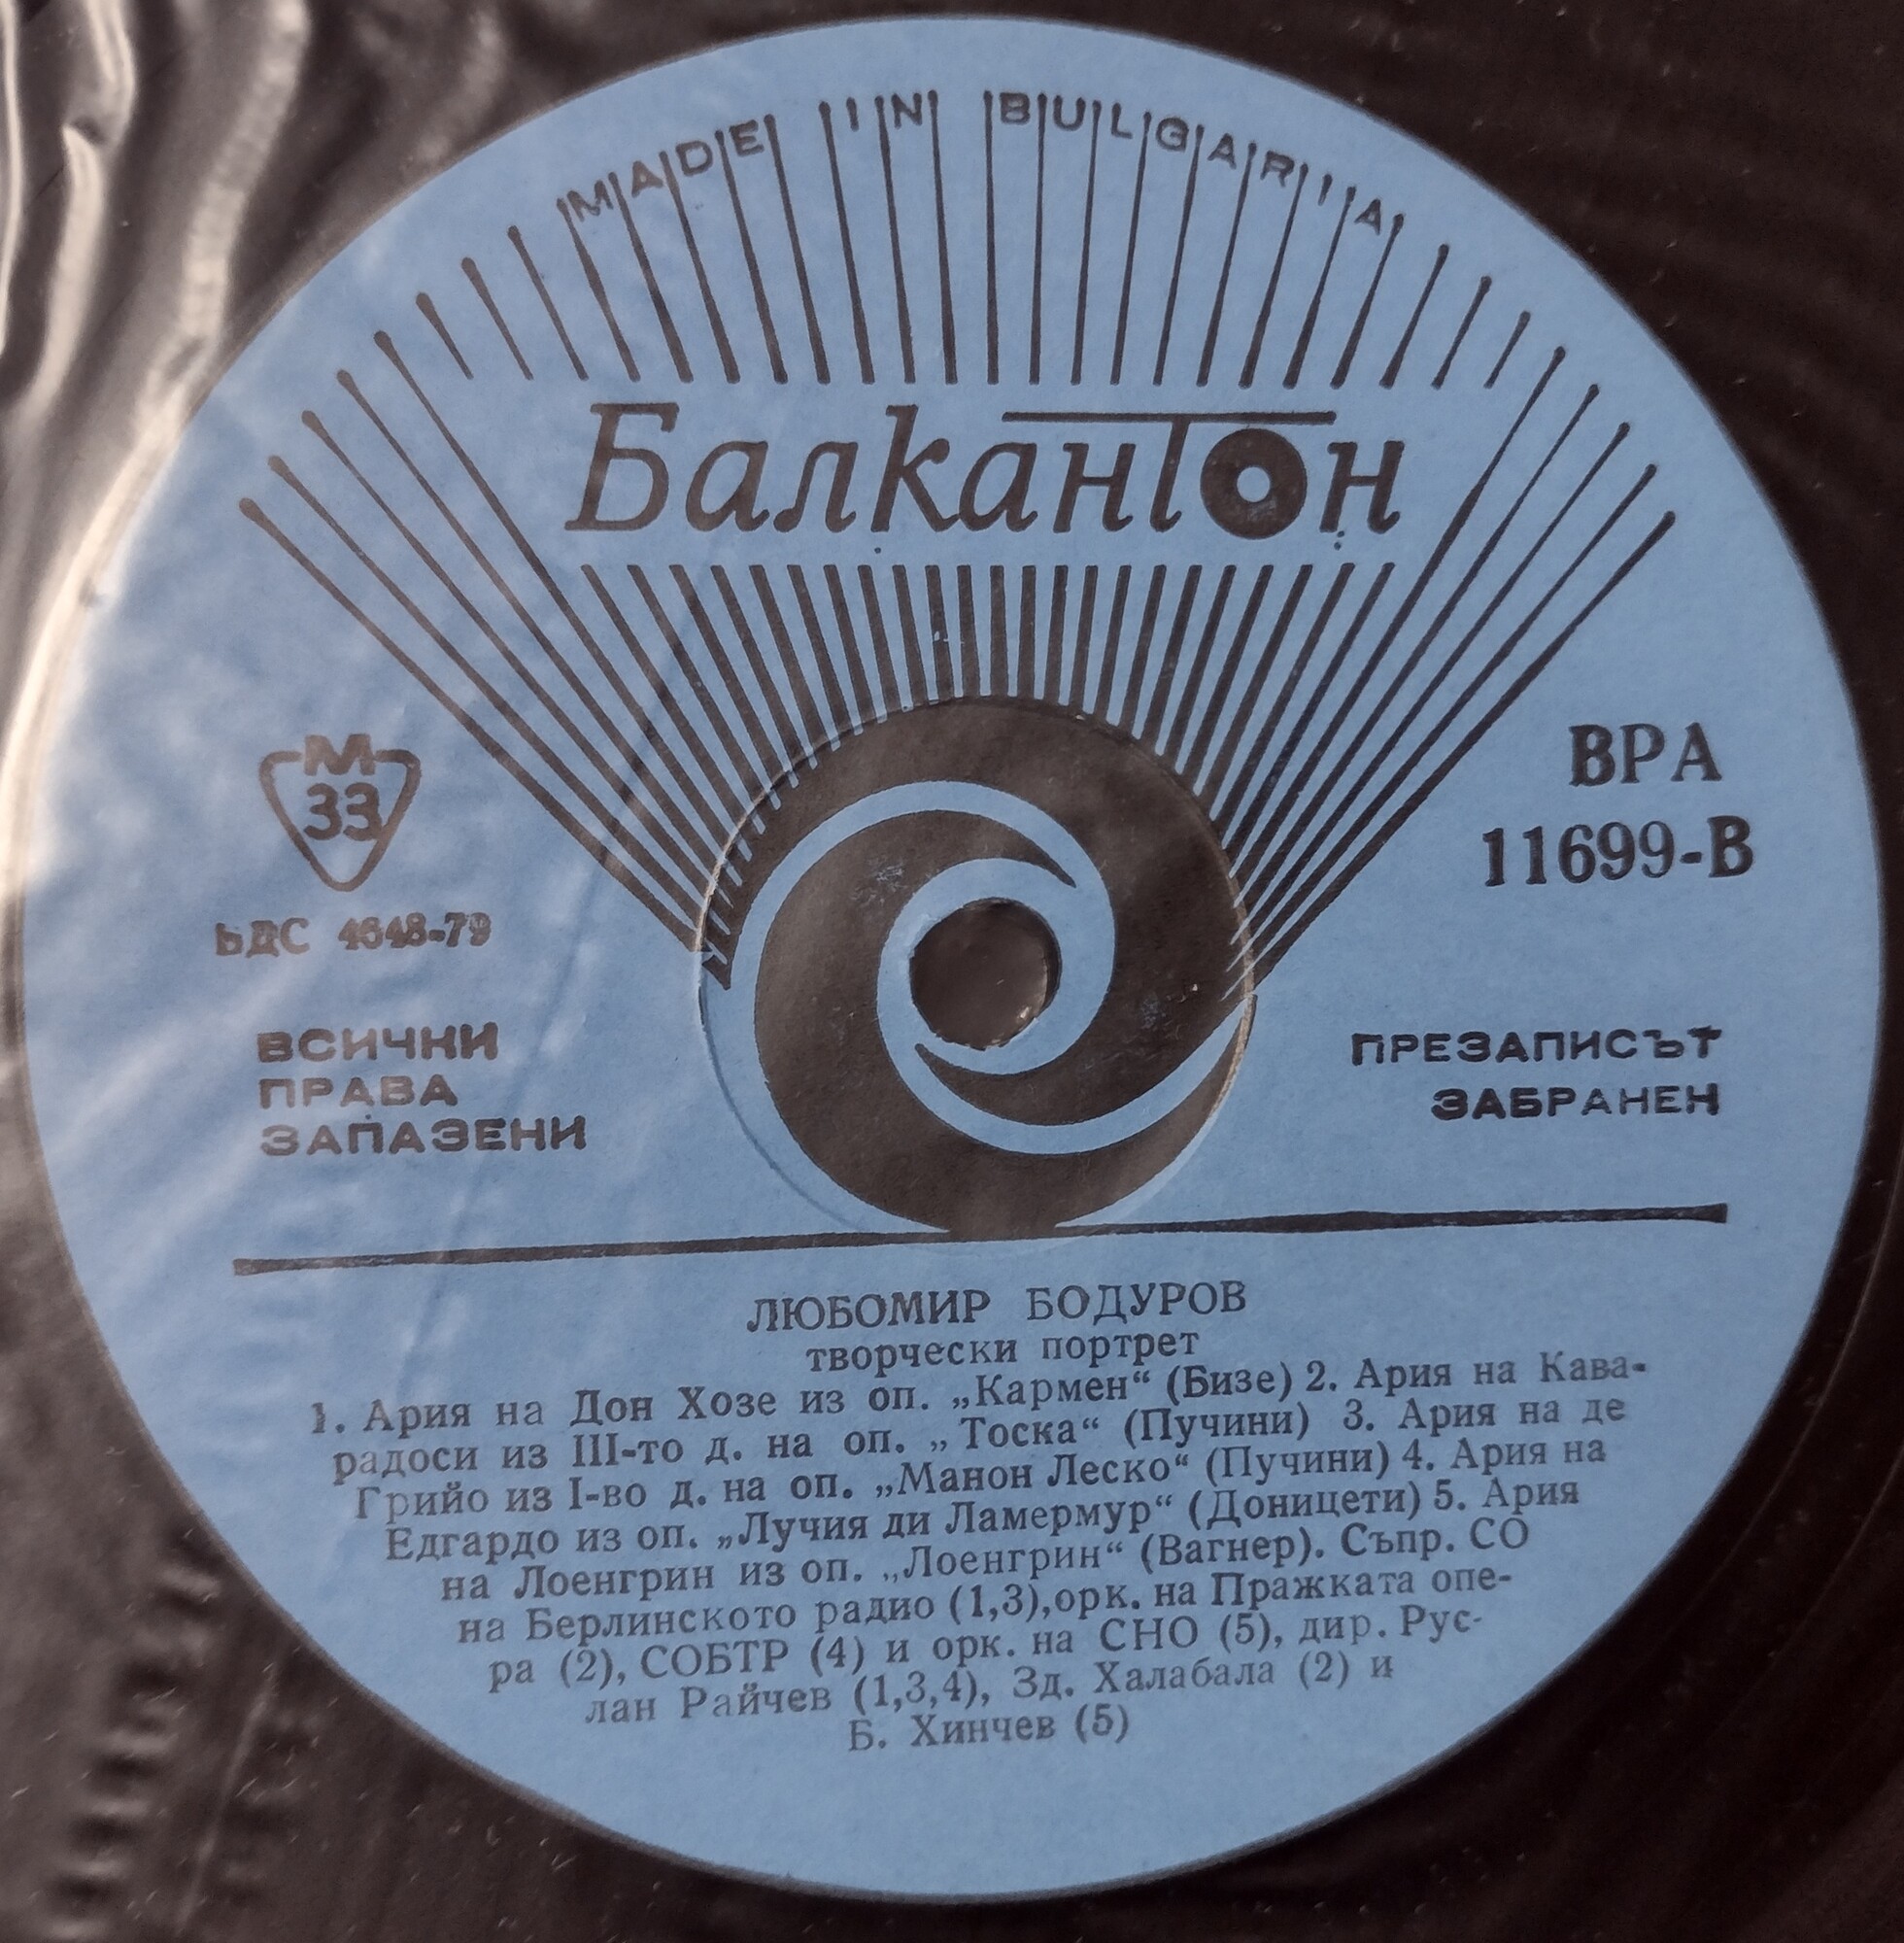 MADE IN BULGARIA
Балкантон
М
33
БДС 4648-79
ВСИЧНИ
ПРАВА
ЗАПАЗЕНИ
ВРА
11699-В
ПРЕЗАПИСЪТ
ЗАБРАНЕН
ЛЮБОМИР БОДУРОВ
творчески портрет
1. Ария на Дон Хозе из оп. „Кармен“ (Бизе) 2. Ария на Кава-
радоси из III-то д. на оп. „Тоска“ (Пучини) 3. Ария на де
Грийо из I-во д. на оп. „Манон Леско“ (Пучини) 4. Ария на
Едгардо из оп. „Лучия ди Ламермур“ (Доницети) 5. Ария
на Лоенгрин из оп. „Лоенгрин“ (Вагнер). Съпр. СО
на Берлинското радио (1,3),орк. на Пражката опе-
ра (2), СОБТР (4) и орк. на СНО (5), дир. Рус-
лан Райчев (1,3,4), Зд. Халабала (2) и
Б. Хинчев (5)